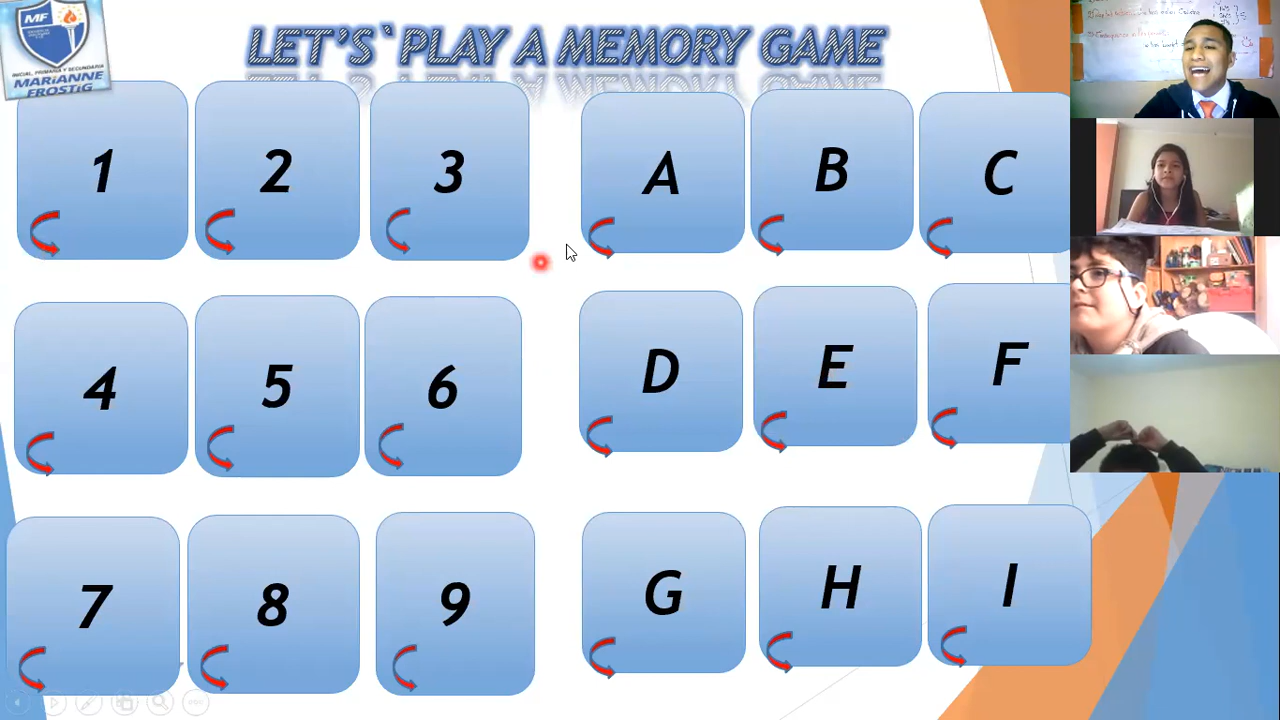 MF
INICIAL, PRIMARIA Y SECUNDARIA
MARIANNE
FROSTIG
LET'S` PLAY A MEMORY GAME
1 2 3 A B C
4 5 6 D E F
7 8 9 G H I